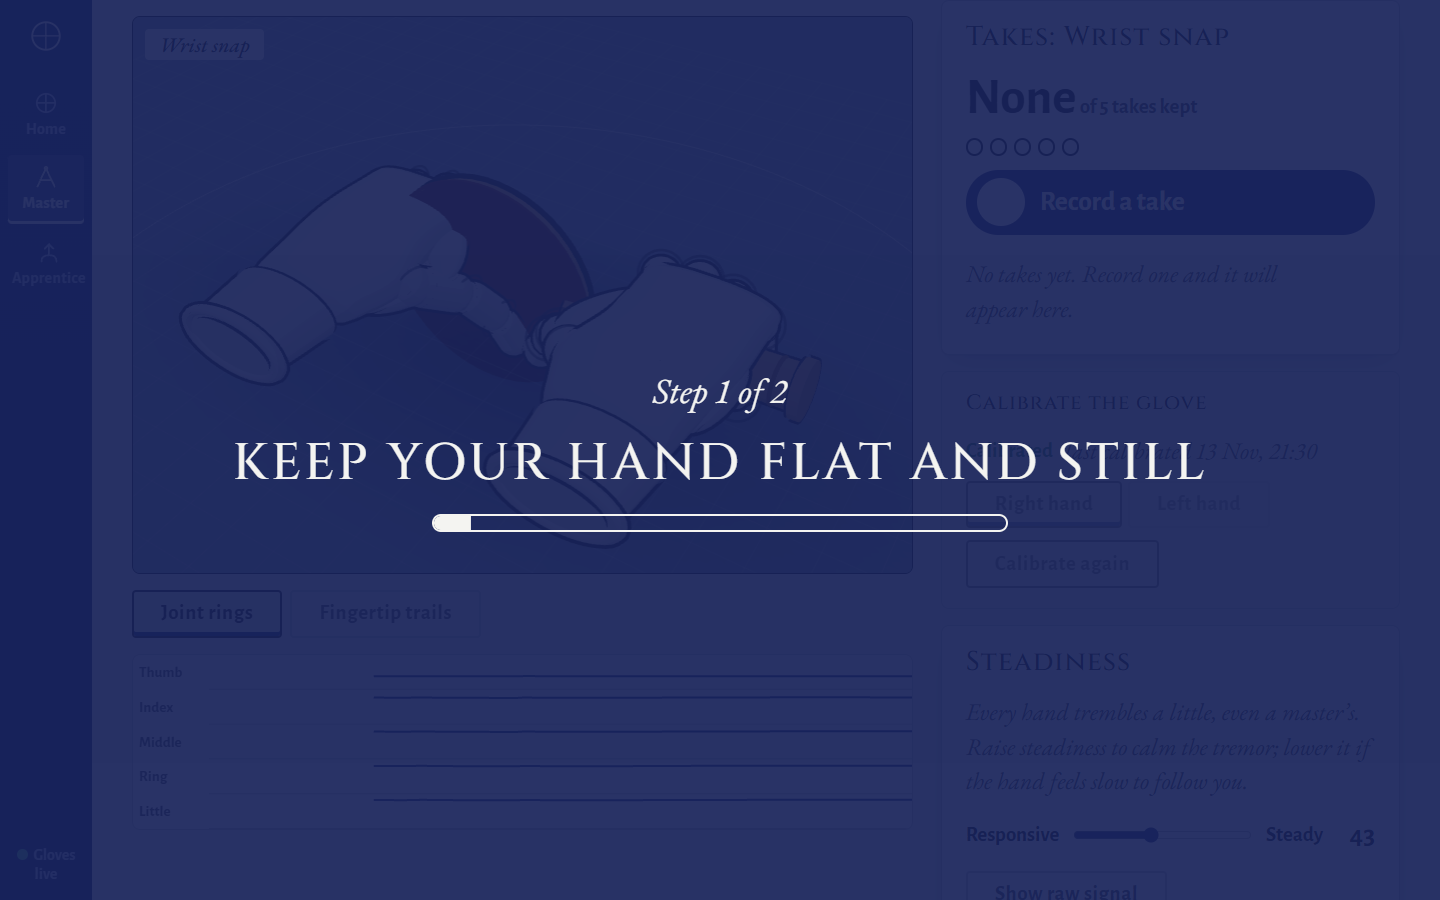 Home
Master
Apprentice
Gloves
live
Wrist snap
Step 1 of 2
KEEP YOUR HAND FLAT AND STILL
Joint rings
Fingertip trails
Thumb
Index
Middle
Ring
Little
TAKES: WRIST SNAP
None of 5 takes kept
Record a take
No takes yet. Record one and it will
appear here.
CALIBRATE THE GLOVE
13 Nov, 21:30
Right hand
Left hand
Calibrate again
STEADINESS
Every hand trembles a little, even a master’s.
Raise steadiness to calm the tremor; lower it if
the hand feels slow to follow you.
Responsive
Steady
43
Show raw signal